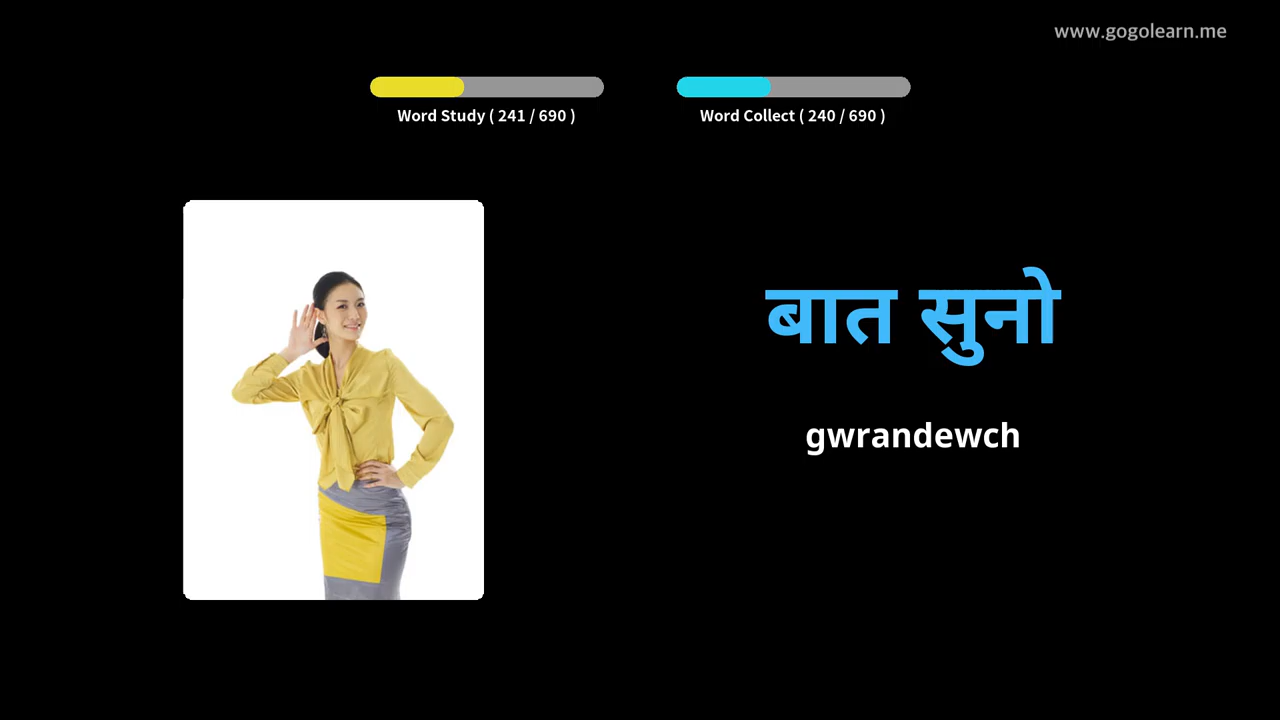 www.gogolearn.me
Word Study ( 241 / 690 )
Word Collect ( 240 / 690 )
बात सुनो
gwrandewch